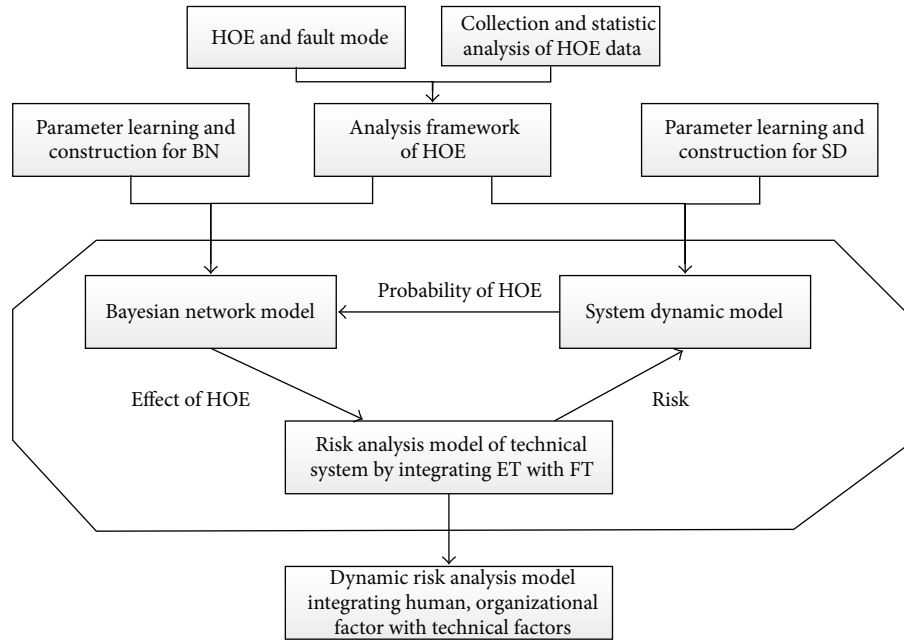 HOE and fault mode
Collection and statistic
analysis of HOE data
Parameter learning and
construction for BN
Analysis framework
of HOE
Parameter learning and
construction for SD
Bayesian network model
Probability of HOE
System dynamic model
Effect of HOE
Risk
Risk analysis model of technical
system by integrating ET with FT
Dynamic risk analysis model
integrating human, organizational
factor with technical factors